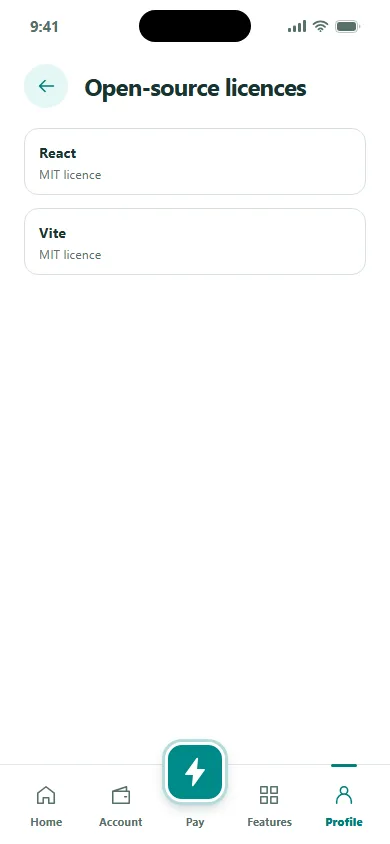 9:41
Open-source licences
React
MIT licence
Vite
MIT licence
Home
Account
Pay
Features
Profile